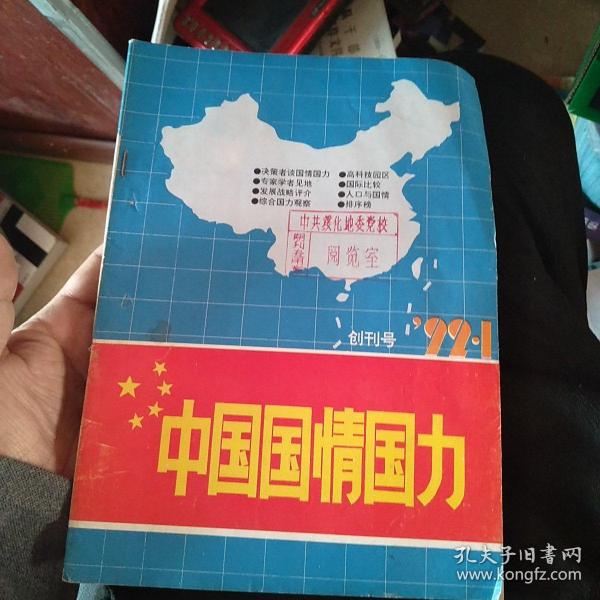 ●决策者谈国情国力
●专家学者见地
●发展战略评介
●综合国力观察
●高科技园区
●国际比较
●人口与国情
●排序榜
中共绥化地委党校
阅览室
创刊号
'92·1
中国国情国力
孔夫子旧书网
www.kongfz.com